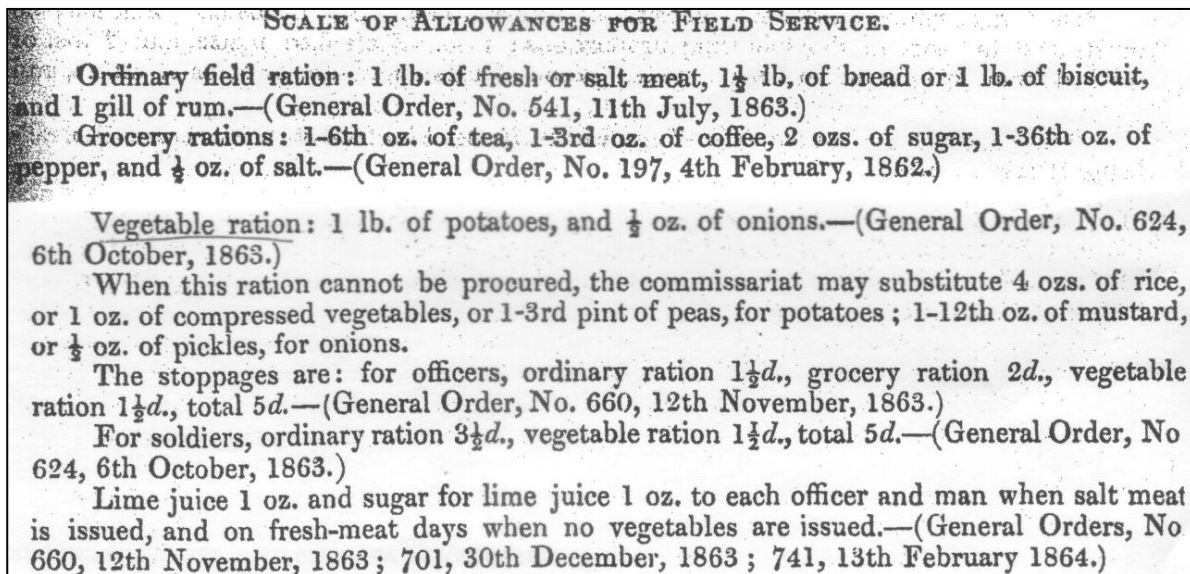 SCALE OF ALLOWANCES FOR FIELD SERVICE.
Ordinary field ration: 1 lb. of fresh or salt meat, 1½ lb. of bread or 1 lb. of biscuit,
and 1 gill of rum.—(General Order, No. 541, 11th July, 1863.)
Grocery rations: 1-6th oz. of tea, 1-3rd oz. of coffee, 2 ozs. of sugar, 1-36th oz. of
pepper, and ½ oz. of salt.—(General Order, No. 197, 4th February, 1862.)
Vegetable ration: 1 lb. of potatoes, and ½ oz. of onions.—(General Order, No. 624,
6th October, 1863.)
When this ration cannot be procured, the commissariat may substitute 4 ozs. of rice,
or 1 oz. of compressed vegetables, or 1-3rd pint of peas, for potatoes; 1-12th oz. of mustard,
or ½ oz. of pickles, for onions.
The stoppages are: for officers, ordinary ration 1½d., grocery ration 2d., vegetable
ration 1½d., total 5d.—(General Order, No. 660, 12th November, 1863.)
For soldiers, ordinary ration 3½d., vegetable ration 1½d., total 5d.—(General Order, No
624, 6th October, 1863.)
Lime juice 1 oz. and sugar for lime juice 1 oz. to each officer and man when salt meat
is issued, and on fresh-meat days when no vegetables are issued.—(General Orders, No
660, 12th November, 1863; 701, 30th December, 1863; 741, 13th February 1864.)